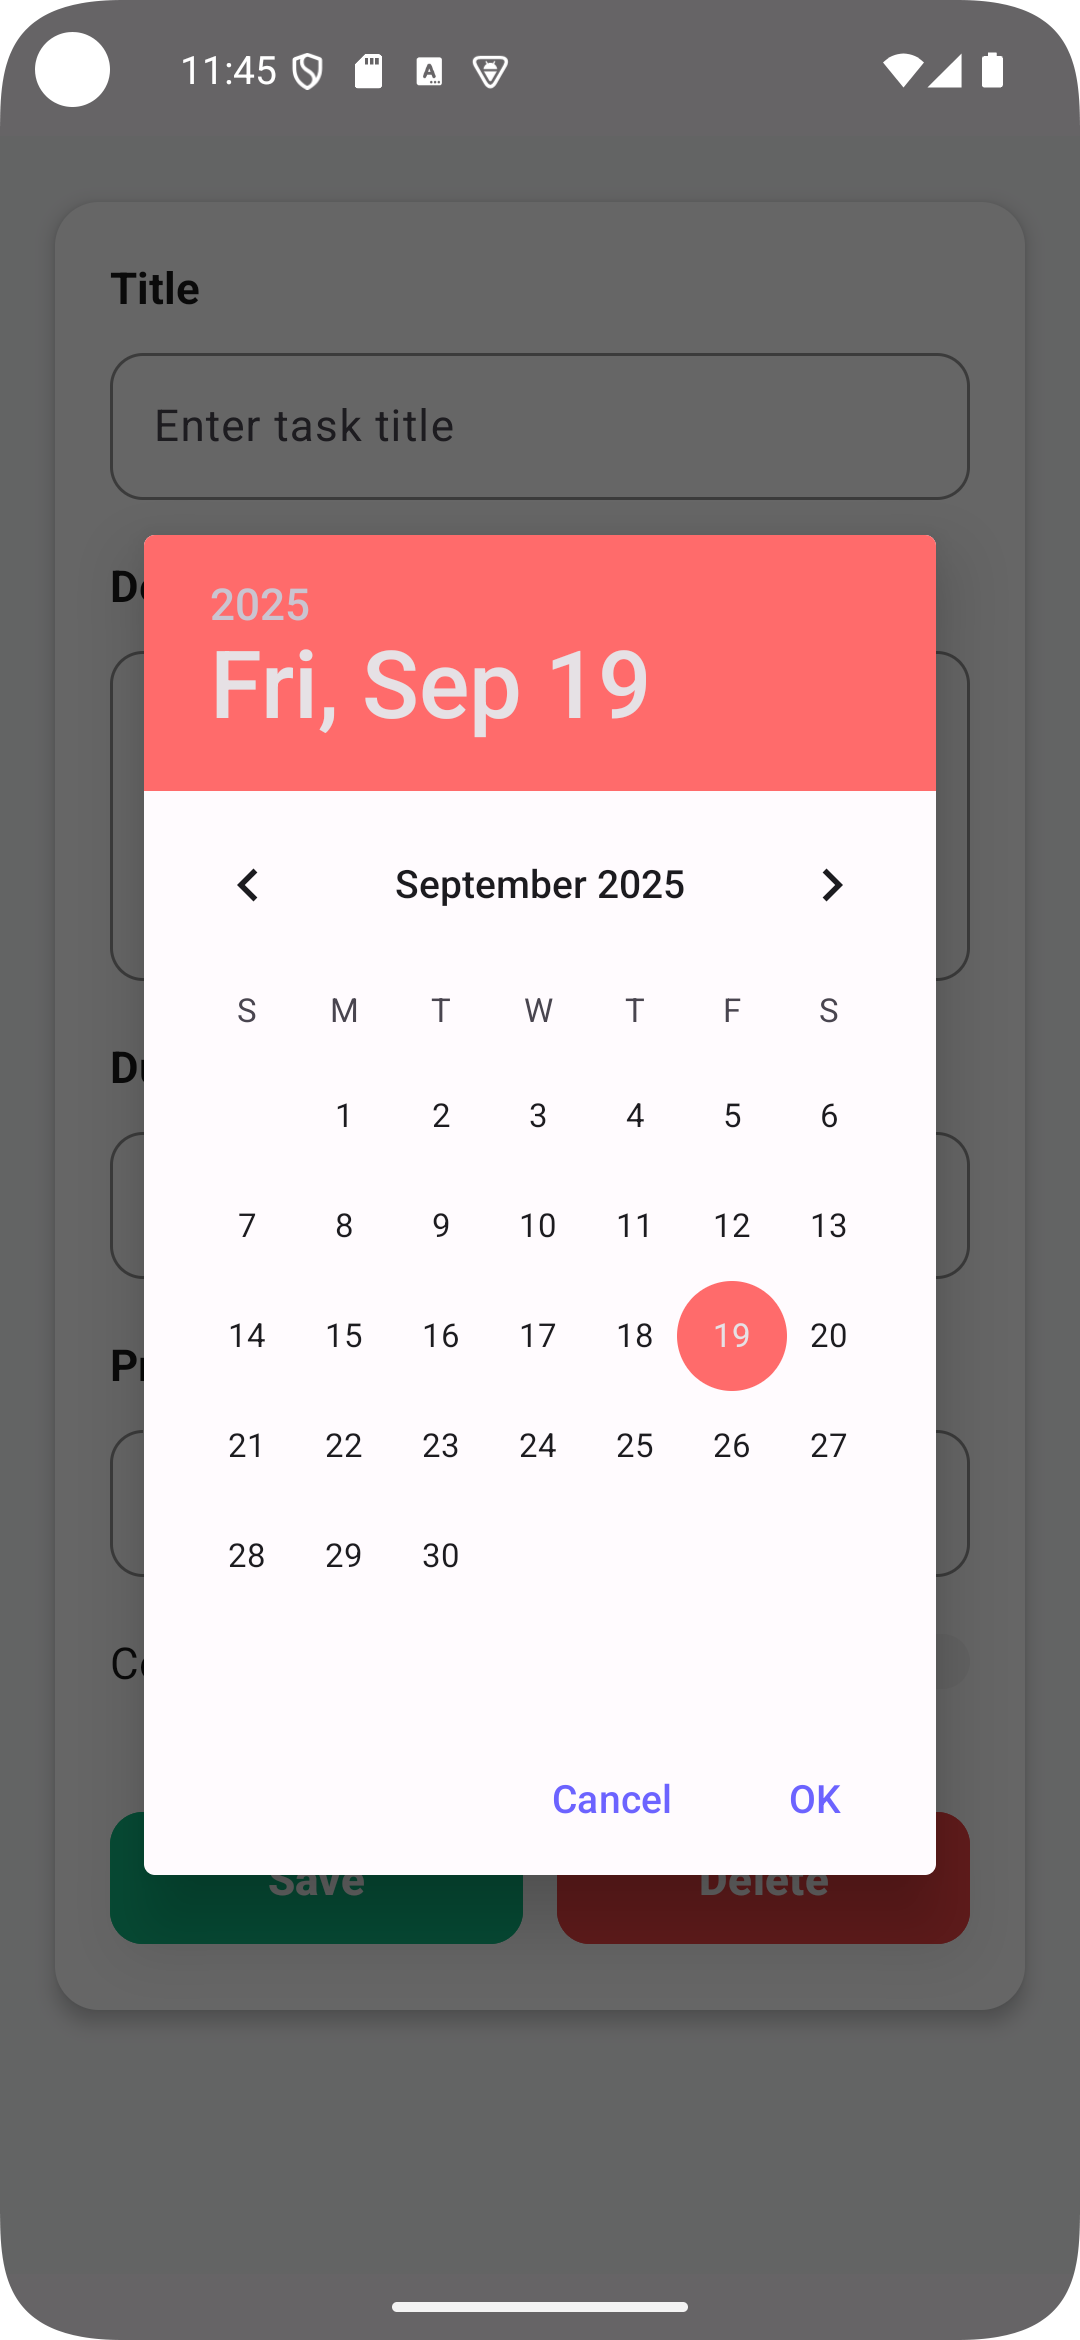 11:45
Title
Enter task title
2025
Fri, Sep 19
September 2025
S M T W T F S
1 2 3 4 5 6
7 8 9 10 11 12 13
14 15 16 17 18 19 20
21 22 23 24 25 26 27
28 29 30
Cancel OK
Save Delete